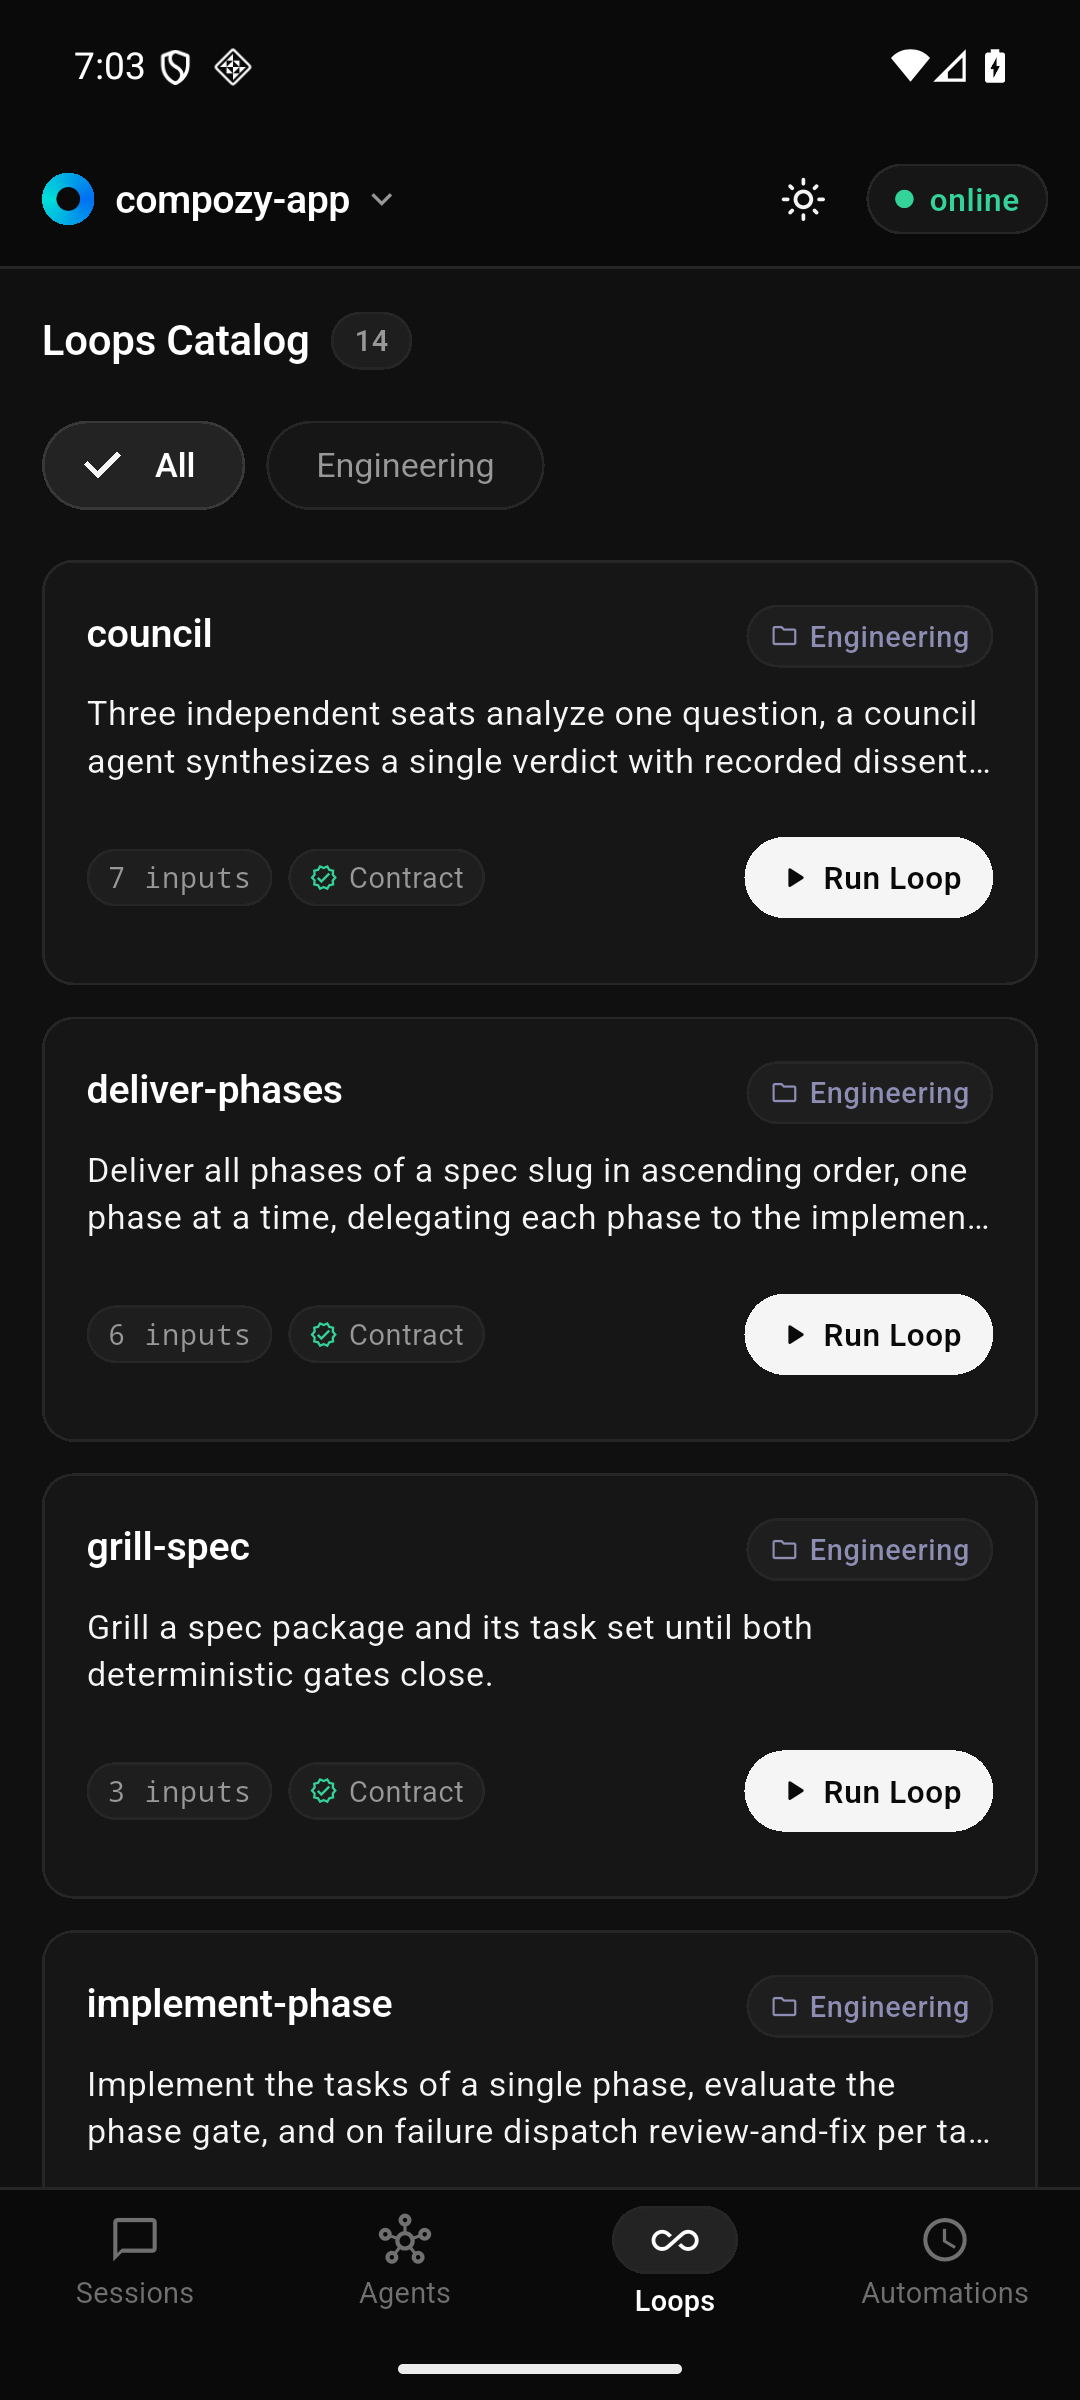 7:03
compozy-app
online
Loops Catalog 14
All
Engineering
council
Engineering
Three independent seats analyze one question, a council
agent synthesizes a single verdict with recorded dissent…
7 inputs
Contract
Run Loop
deliver-phases
Engineering
Deliver all phases of a spec slug in ascending order, one
phase at a time, delegating each phase to the implemen…
6 inputs
Contract
Run Loop
grill-spec
Engineering
Grill a spec package and its task set until both
deterministic gates close.
3 inputs
Contract
Run Loop
implement-phase
Engineering
Implement the tasks of a single phase, evaluate the
phase gate, and on failure dispatch review-and-fix per ta…
Sessions
Agents
Loops
Automations